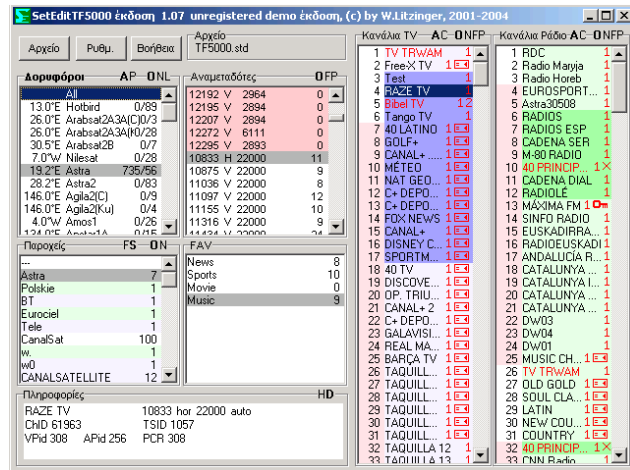 SetEditTF5000 έκδοση 1.07 unregistered demo έκδοση, (c) by W.Litzinger, 2001-2004
Αρχείο
Ρυθμ.
Βοήθεια
Αρχείο
TF5000.std
Δορυφόροι AP ONL
All
13.0°E Hotbird 0/89
26.0°E Arabsat2A3A(C) 0/3
26.0°E Arabsat2A3A(K) 0/28
30.5°E Arabsat2B 0/7
7.0°W Nilesat 0/28
19.2°E Astra 735/56
28.2°E Astra2 0/83
146.0°E Agila2(C) 0/9
146.0°E Agila2(Ku) 0/4
4.0°W Amos1 0/26
Αναμεταδότες OFP
12192 V 2964 0
12195 V 2894 0
12207 V 2894 0
12272 V 6111 0
12295 V 2893 0
10833 H 22000 11
10875 V 22000 9
11036 V 22000 8
11097 V 22000 12
11155 V 22000 10
11316 V 22000 7
Παροχείς FS ON
---
Astra 7
Polskie 1
BT 1
Eurociel 1
Tele 1
CanalSat 100
w. 1
w0 1
CANALSATELLITE 12
FAV
News 8
Sports 10
Movie 0
Music 9
Πληροφορίες HD
RAZE TV 10833 hor 22000 auto
ChID 61963 TSID 1057
VPid 308 APid 256 PCR 308
Κανάλια TV AC ONFP
1 TV TRWAM 1
2 Free-X TV 1
3 Test 1
4 RAZE TV 1
5 Bibel TV 12
6 Tango TV 1
7 40 LATINO 1
8 GOLF+ 1
9 CANAL+ .... 1
10 MÉTÉO 1
11 NAT GEO... 1
12 C+ DEPO... 1
13 C+ DEPO... 1
14 FOX NEWS 1
15 CANAL+ 1
16 DISNEY C... 1
17 SPORTM... 1
18 40 TV 1
19 DISCOVE... 1
20 OP. TRIU... 1
21 CANAL+ 2 1
22 C+ DEPO... 1
23 GALAVISI... 1
24 REAL MA... 1
25 BARÇA TV 1
26 TAQUILL... 1
27 TAQUILL... 1
28 TAQUILL... 1
29 TAQUILL... 1
30 TAQUILL... 1
31 TAQUILL... 1
32 TAQUILLA 12 1
33 TAQUILLA 13 1
Κανάλια Ράδιο AC ONFP
1 RDC 1
2 Radio Maryja 1
3 Radio Horeb 1
4 EUROSPORT... 1
5 Astra30508 1
6 RADIOS 1
7 RADIOS ESP 1
8 CADENA SER 1
9 M-80 RADIO 1
10 40 PRINCIP... 1
11 CADENA DIAL 1
12 RADIOLÉ 1
13 MÁXIMA FM 1
14 SINFO RADIO 1
15 EUSKADIRRA... 1
16 RADIOEUSKADI 1
17 ANDALUCÍA R... 1
18 CATALUNYA ... 1
19 CATALUNYA I... 1
20 CATALUNYA ... 1
21 CATALUNYA ... 1
22 DW03 1
23 DW04 1
24 DW01 1
25 MUSIC CH... 1
26 TV TRWAM 1
27 OLD GOLD 1
28 SOUL CLA... 1
29 LATIN 1
30 NEW COU... 1
31 COUNTRY 1
32 40 PRINCIP... 1
33 CNN Radio 1